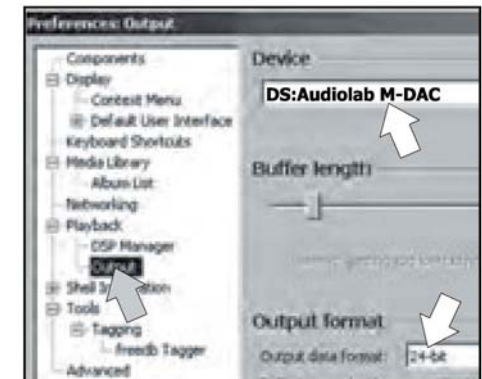 Preferences: Output
Components
Display
Context Menu
Default User Interface
Keyboard Shortcuts
Media Library
Album List
Networking
Playback
DSP Manager
Output
Shell
Tools
Tagging
freedb Tagger
Advanced
Device
DS:Audiolab M-DAC
Buffer length
Output format
Output data format: 24-bit